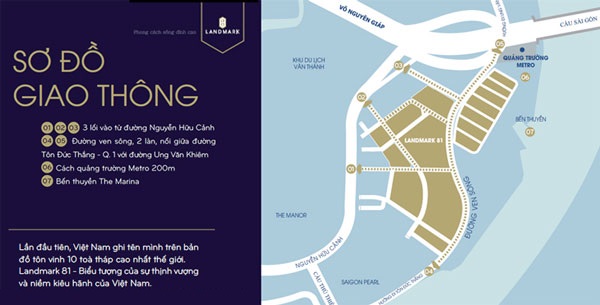 Phong cách sống đỉnh cao
LANDMARK
SƠ ĐỒ
GIAO THÔNG
01 02 03 3 lối vào từ đường Nguyễn Hữu Cảnh
04 05 Đường ven sông, 2 làn, nối giữa đường
Tôn Đức Thắng - Q. 1 với đường Ung Văn Khiêm
06 Cách quảng trường Metro 200m
07 Bến thuyền The Marina
Lần đầu tiên, Việt Nam ghi tên mình trên bản
đồ tôn vinh 10 toà tháp cao nhất thế giới.
Landmark 81 - Biểu tượng của sự thịnh vượng
và niềm kiêu hãnh của Việt Nam.
VÕ NGUYÊN GIÁP
CẦU SÀI GÒN
05
QUẢNG TRƯỜNG
METRO
06
KHU DU LỊCH
VĂN THÁNH
03
02
BẾN THUYỀN
07
LANDMARK 81
01
ĐƯỜNG VEN SÔNG
THE MANOR
NGUYỄN HỮU CẢNH
04
SAIGON PEARL
CẦU THỦ THIÊM